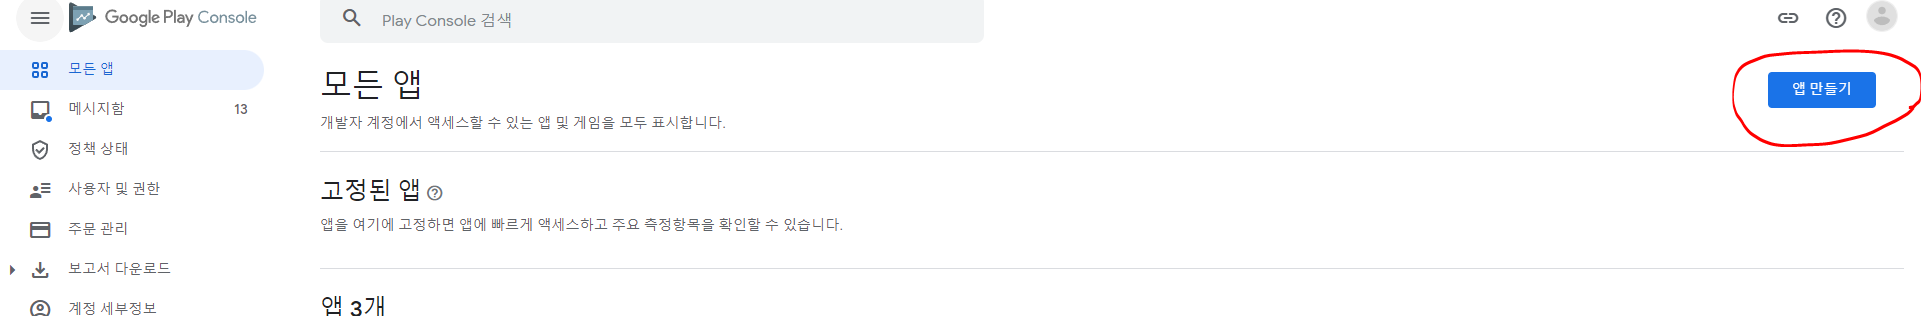 Google Play Console
Play Console 검색
모든 앱
메시지함 13
정책 상태
사용자 및 권한
주문 관리
보고서 다운로드
계정 세부정보
모든 앱
앱 만들기
개발자 계정에서 액세스할 수 있는 앱 및 게임을 모두 표시합니다.
고정된 앱
앱을 여기에 고정하면 앱에 빠르게 액세스하고 주요 측정항목을 확인할 수 있습니다.
앱 3개